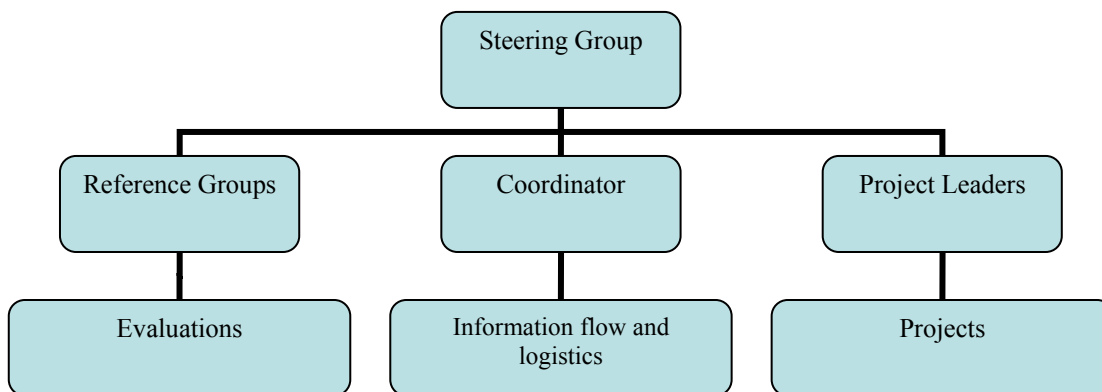 Steering Group
Reference Groups
Coordinator
Project Leaders
Evaluations
Information flow and
logistics
Projects